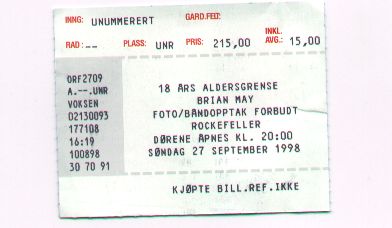 INNG: UNUMMERERT GARD.FELT:
RAD: -- PLASS: UNR PRIS: 215,00 INKL. AVG.: 15,00
ORF2709
A.--.UNR
VOKSEN
02130093
177108
16:19
100898
30 70 91
18 ÅRS ALDERSGRENSE
BRIAN MAY
FOTO/BÅNDOPPTAK FORBUDT
ROCKEFELLER
DØRENE ÅPNES KL. 20:00
SØNDAG 27 SEPTEMBER 1998
KJØPTE BILL.REF.IKKE